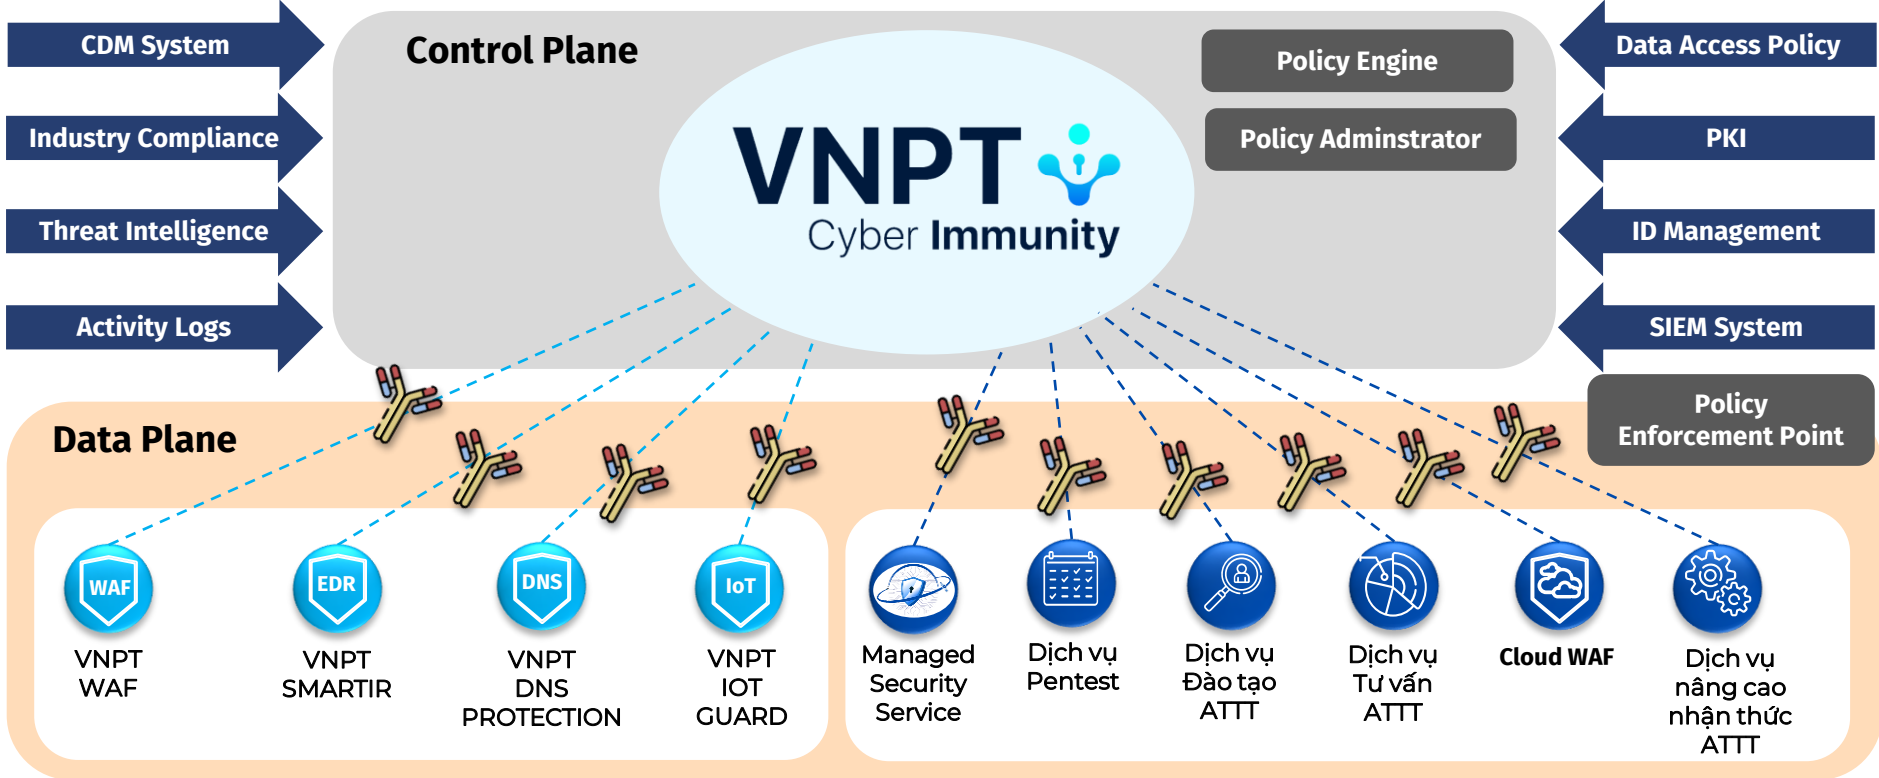 CDM System
Industry Compliance
Threat Intelligence
Activity Logs
Control Plane
VNPT
Cyber Immunity
Policy Engine
Policy Adminstrator
Data Access Policy
PKI
ID Management
SIEM System
Policy
Enforcement Point
Data Plane
WAF
VNPT
WAF
EDR
VNPT
SMARTIR
DNS
VNPT
DNS
PROTECTION
IoT
VNPT
IOT
GUARD
Managed
Security
Service
Dịch vụ
Pentest
Dịch vụ
Đào tạo
ATTT
Dịch vụ
Tư vấn
ATTT
Cloud WAF
Dịch vụ
nâng cao
nhận thức
ATTT